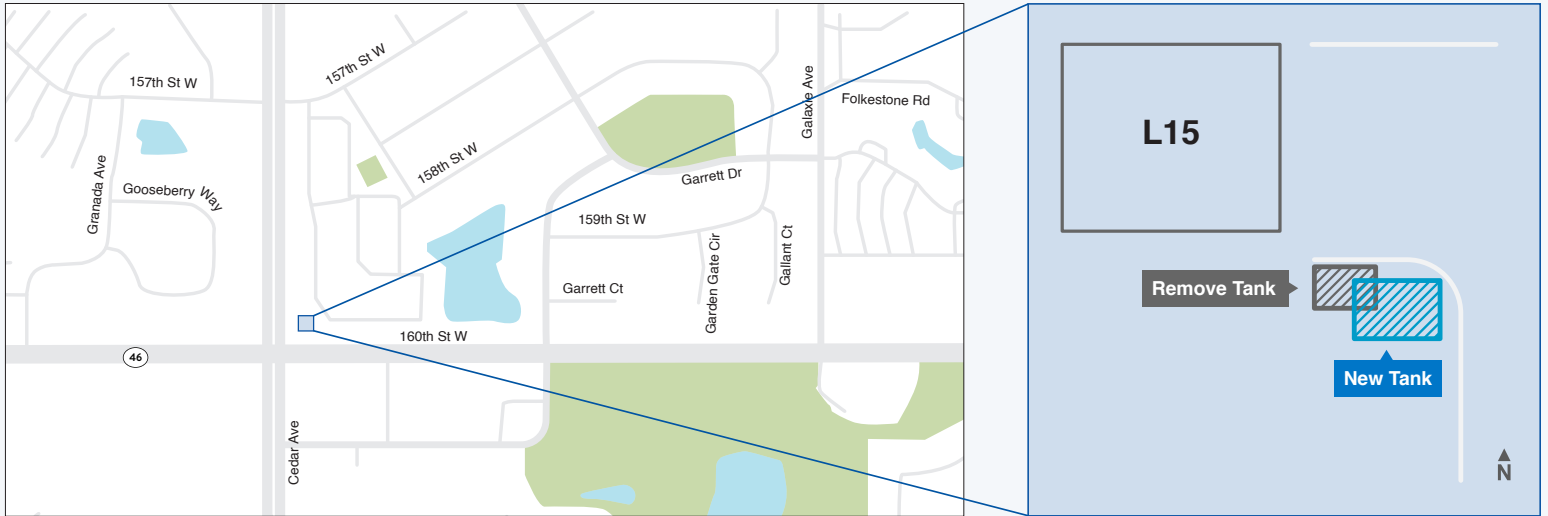 157th St W
157th St W
Galaxie Ave
Folkestone Rd
158th St W
Granada Ave
Gooseberry Way
Garrett Dr
159th St W
Garden Gate Cir
Gallant Ct
Garrett Ct
160th St W
46
Cedar Ave
L15
Remove Tank
New Tank
N